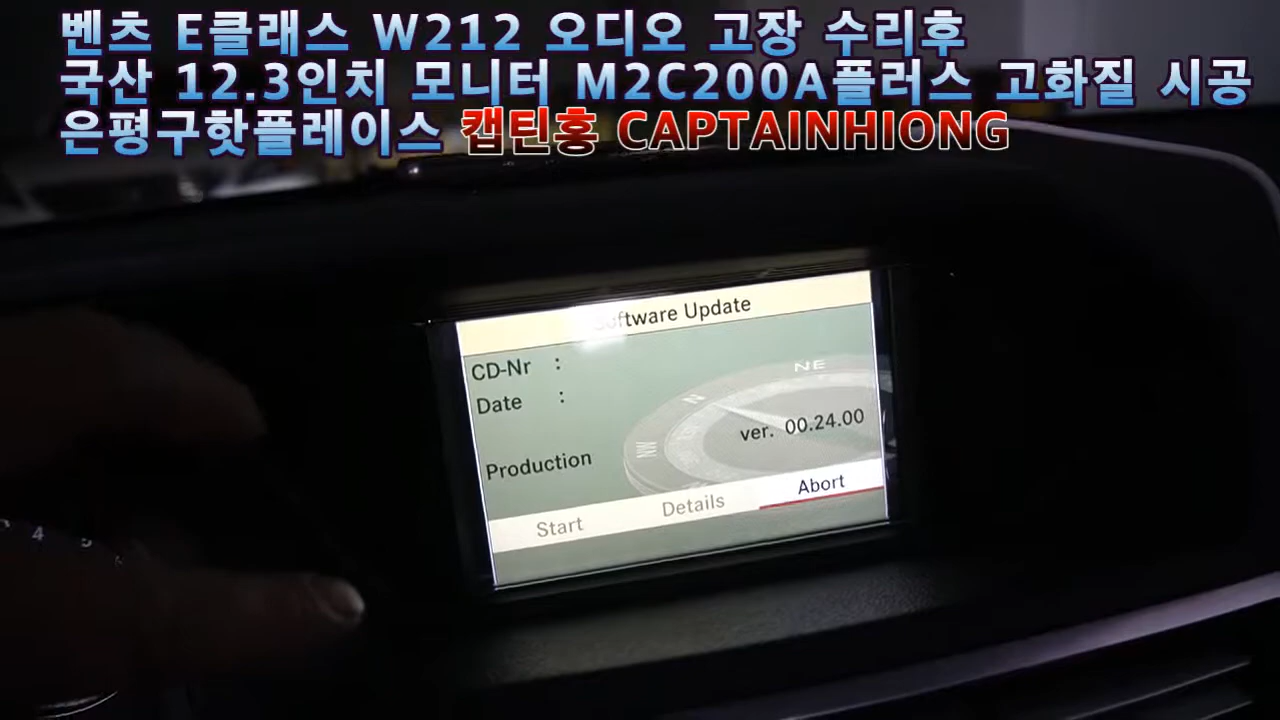 벤츠 E클래스 W212 오디오 고장 수리후
국산 12.3인치 모니터 M2C200A플러스 고화질 시공
은평구핫플레이스 캡틴홍 CAPTAINHIONG
Software Update
CD-Nr :
Date :
NE
N
NW
ver. 00.24.00
Production
Start Details Abort
4 5